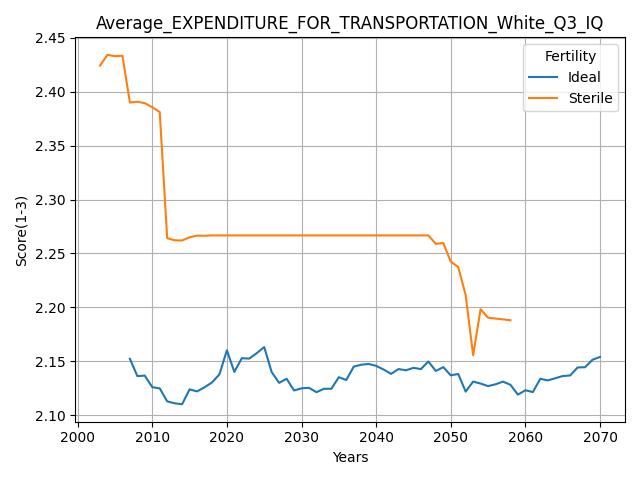 Average_EXPENDITURE_FOR_TRANSPORTATION_White_Q3_IQ
Fertility
Ideal
Sterile
Score(1-3)
2.45
2.40
2.35
2.30
2.25
2.20
2.15
2.10
2000
2010
2020
2030
2040
2050
2060
2070
Years